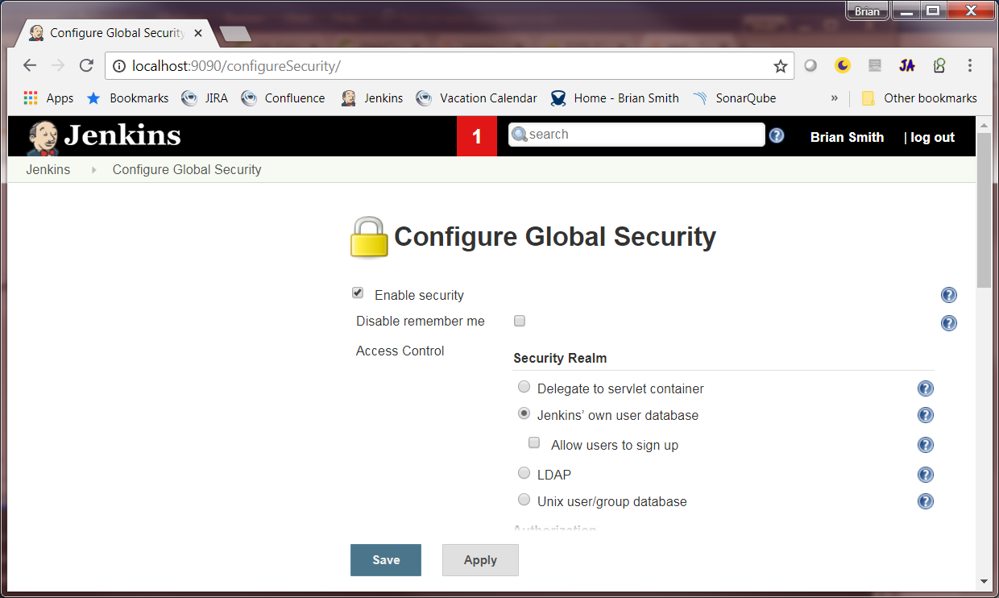 Brian
Configure Global Security
localhost:9090/configureSecurity/
Apps Bookmarks JIRA Confluence Jenkins Vacation Calendar Home - Brian Smith SonarQube » Other bookmarks
Jenkins 1 search Brian Smith | log out
Jenkins Configure Global Security
Configure Global Security
Enable security
Disable remember me
Access Control
Security Realm
Delegate to servlet container
Jenkins’ own user database
Allow users to sign up
LDAP
Unix user/group database
Authorization
Save Apply